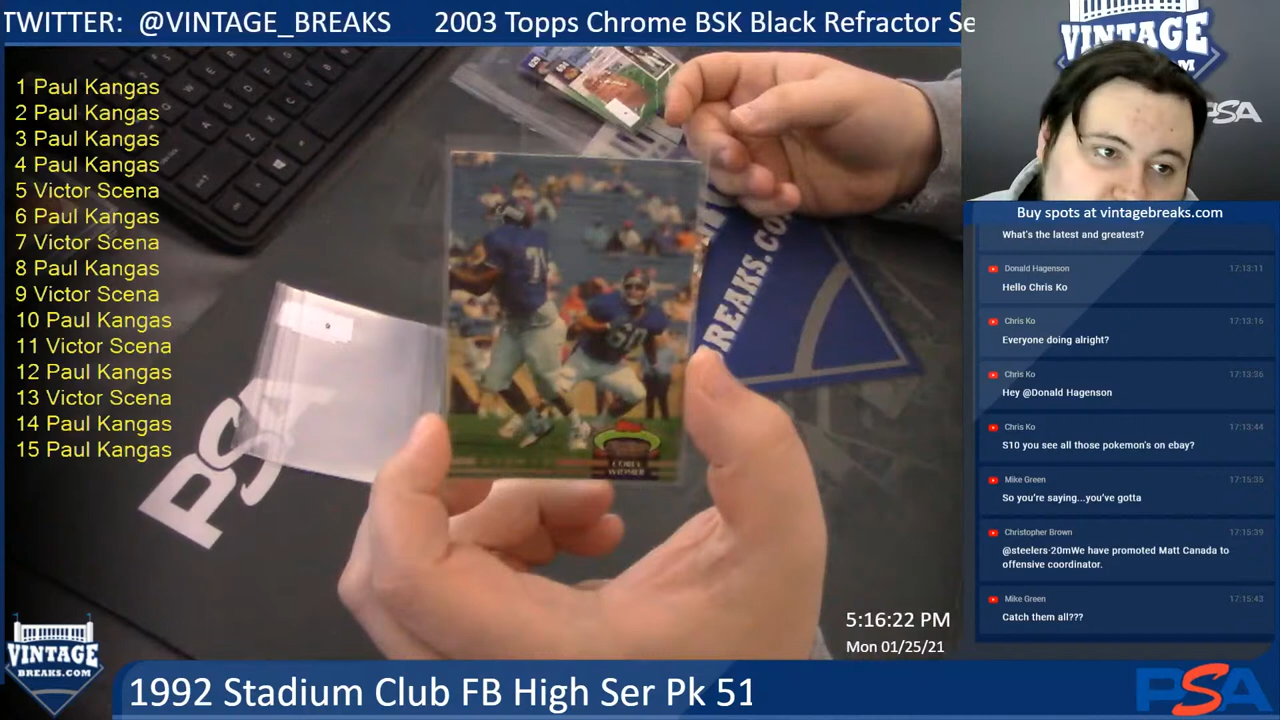 TWITTER: @VINTAGE_BREAKS 2003 Topps Chrome BSK Black Refractor Se
1 Paul Kangas
2 Paul Kangas
3 Paul Kangas
4 Paul Kangas
5 Victor Scena
6 Paul Kangas
7 Victor Scena
8 Paul Kangas
9 Victor Scena
10 Paul Kangas
11 Victor Scena
12 Paul Kangas
13 Victor Scena
14 Paul Kangas
15 Paul Kangas
PSA
BREAKS.CO
60
COREY
WIDMER
VINTAGE
PSA
Buy spots at vintagebreaks.com
What's the latest and greatest?
Donald Hagenson 17:13:11
Hello Chris Ko
Chris Ko 17:13:16
Everyone doing alright?
Chris Ko 17:13:26
Hey @Donald Hagenson
Chris Ko 17:13:44
S10 you see all those pokemon's on ebay?
Mike Green 17:15:35
So you're saying...you've gotta
Christopher Brown 17:15:39
@steelers-20mWe have promoted Matt Canada to
offensive coordinator.
Mike Green 17:15:43
Catch them all???
5:16:22 PM
Mon 01/25/21
VINTAGE
BREAKS.COM
1992 Stadium Club FB High Ser Pk 51
PSA